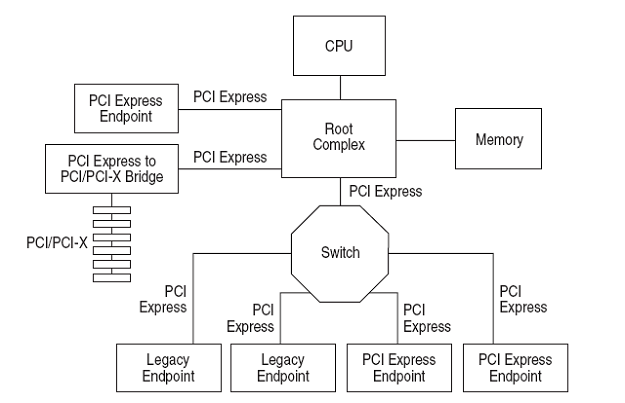 CPU
PCI Express
Endpoint
PCI Express
Root
Complex
Memory
PCI Express to
PCI/PCI-X Bridge
PCI Express
PCI Express
PCI/PCI-X
Switch
PCI
Express
PCI
Express
PCI
Express
PCI
Express
Legacy
Endpoint
Legacy
Endpoint
PCI Express
Endpoint
PCI Express
Endpoint